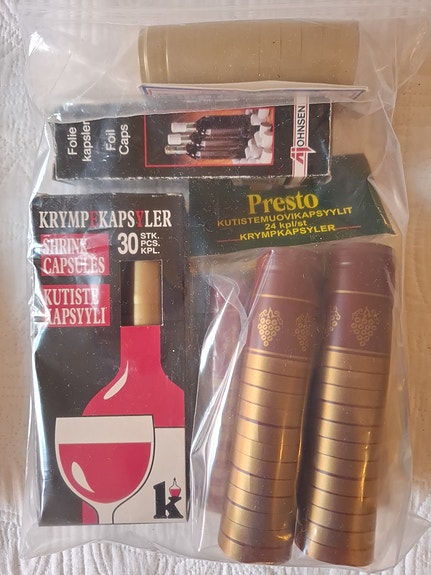 Folie
kapsler
Foil
Caps
A JOHNSEN
Presto
KUTISTEMUOVIKAPSYYLIT
24 kpl/st
KRYMPKAPSYLER
KRYMPEKAPSYLER
SHRINK
CAPSULES
30 STK.
PCS.
KPL.
KUTISTE
KAPSYYLI
k